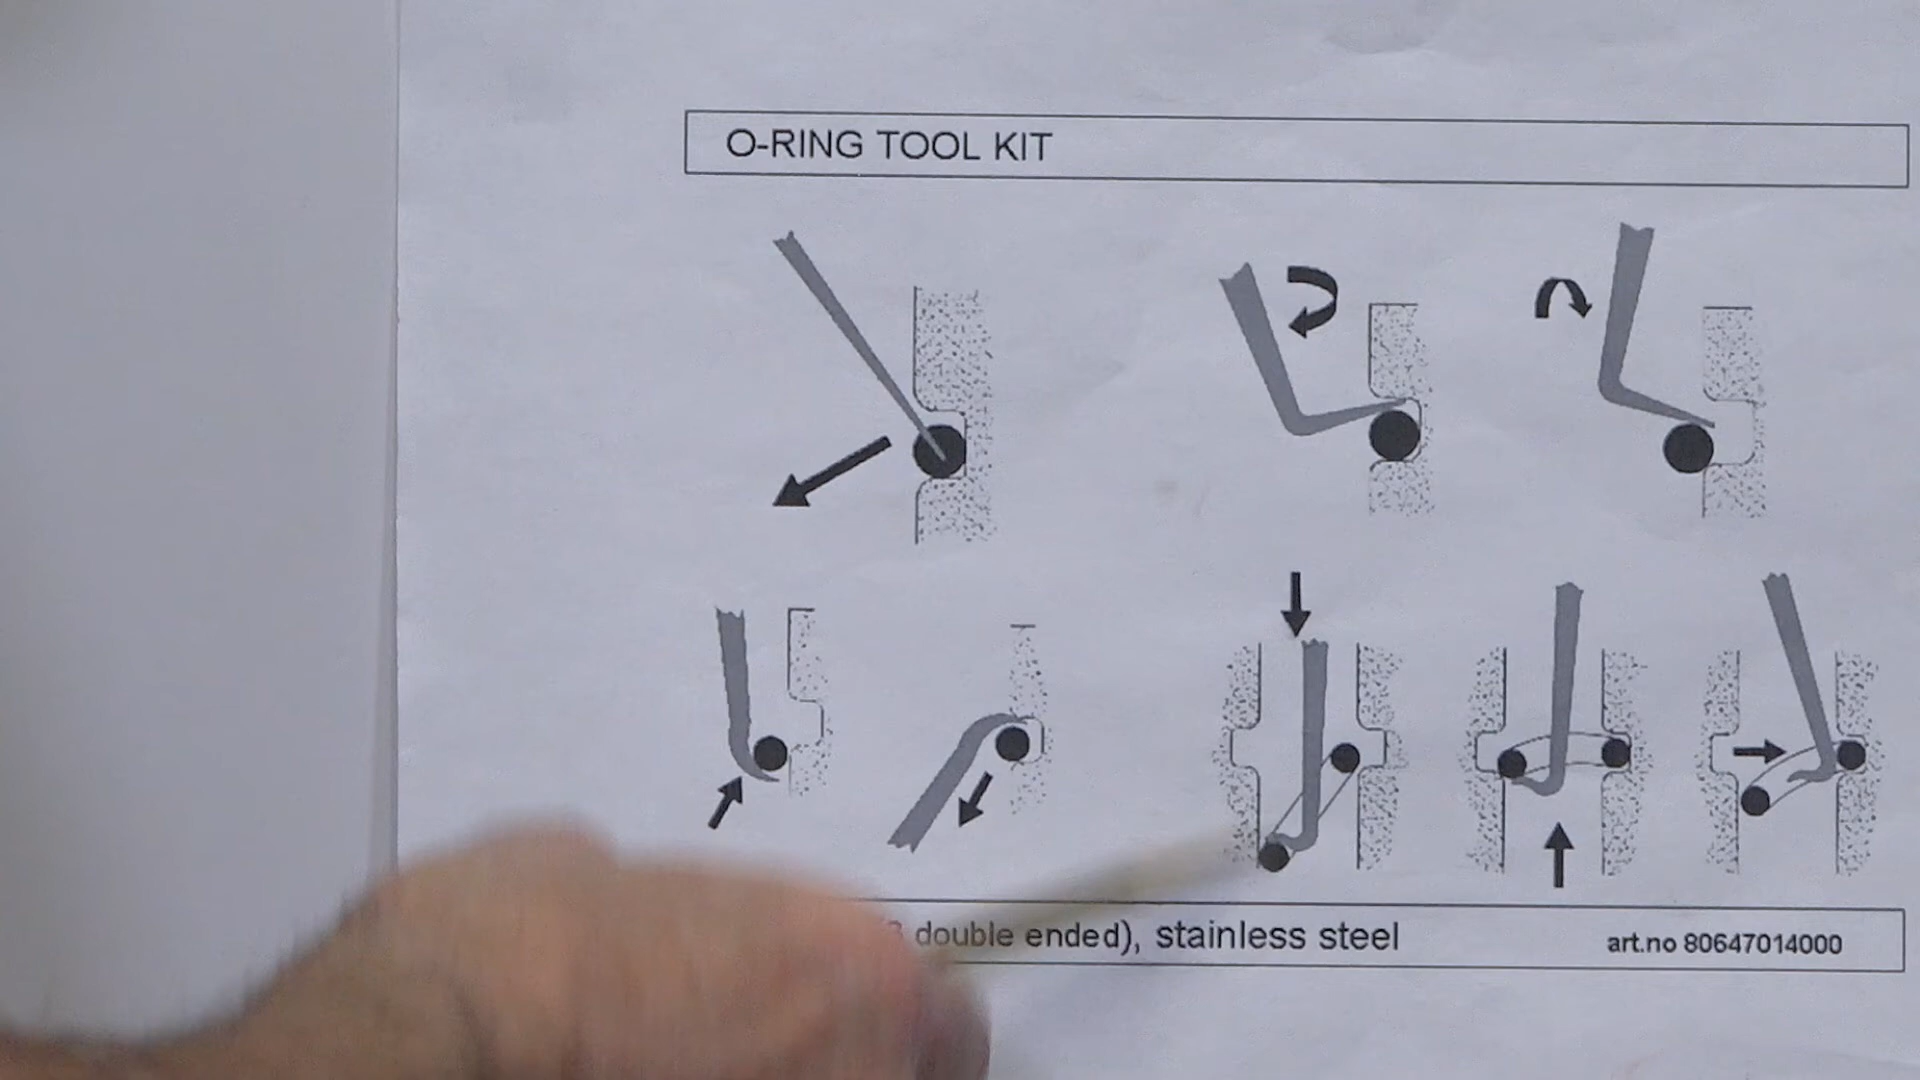 O-RING TOOL KIT
double ended), stainless steel
art.no 80647014000